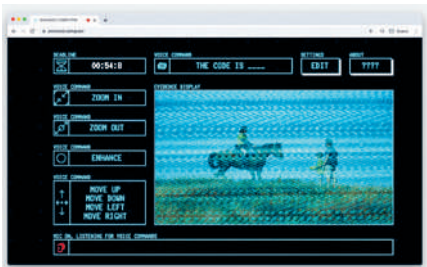 DEADLINE
00:54:8
VOICE COMMAND
THE CODE IS ____
SETTINGS
EDIT
ABOUT
????
VOICE COMMAND
ZOOM IN
VOICE COMMAND
ZOOM OUT
VOICE COMMAND
ENHANCE
VOICE COMMAND
MOVE UP
MOVE DOWN
MOVE LEFT
MOVE RIGHT
EVIDENCE DISPLAY
MIC ON, LISTENING FOR VOICE COMMANDS